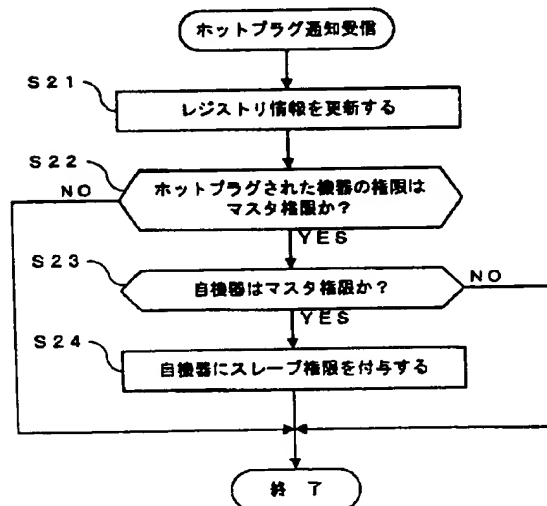 ホットプラグ通知受信
S21
レジストリ情報を更新する
S22
NO
ホットプラグされた機器の権限は
マスタ権限か？
YES
S23
自機器はマスタ権限か？
NO
YES
S24
自機器にスレーブ権限を付与する
終 了